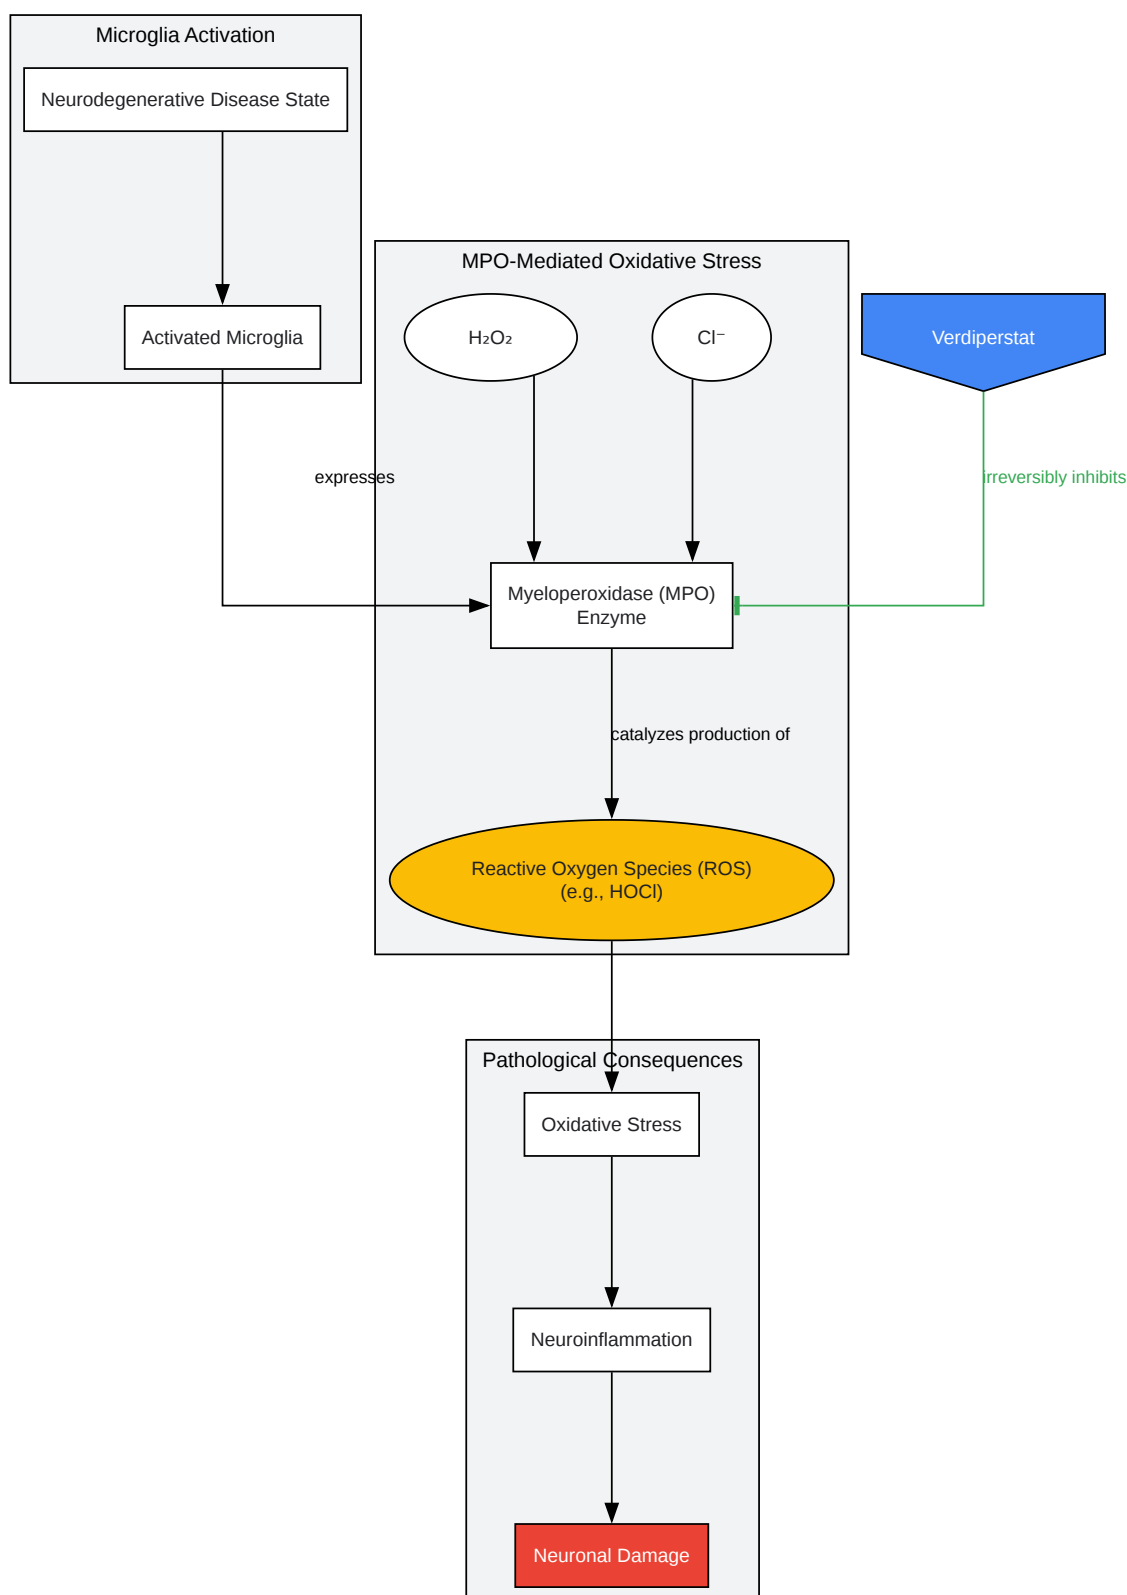 Microglia Activation
Neurodegenerative Disease State
Activated Microglia
MPO-Mediated Oxidative Stress
H₂O₂
Cl⁻
Verdiperstat
expresses
irreversibly inhibits
Myeloperoxidase (MPO)
Enzyme
catalyzes production of
Reactive Oxygen Species (ROS)
(e.g., HOCl)
Pathological Consequences
Oxidative Stress
Neuroinflammation
Neuronal Damage